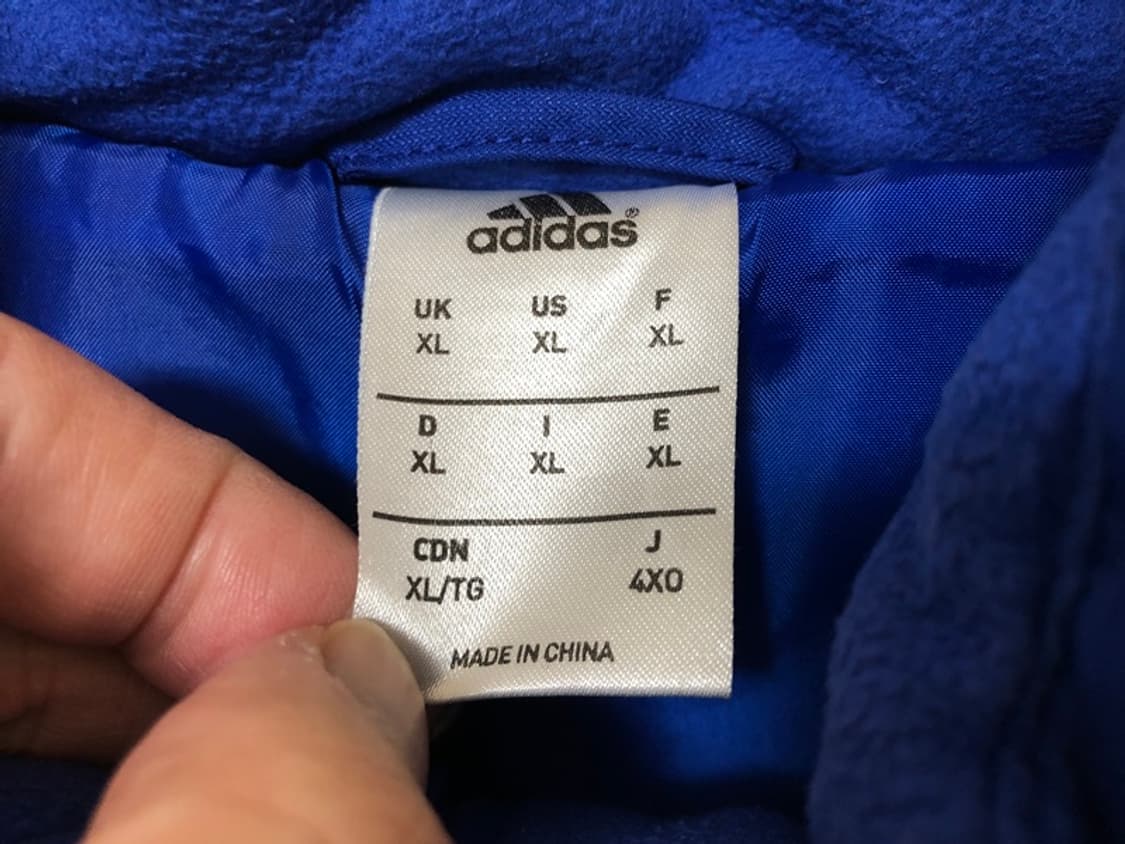 adidas®
UK US F
XL XL XL
D I E
XL XL XL
CDN J
XL/TG 4XO
MADE IN CHINA